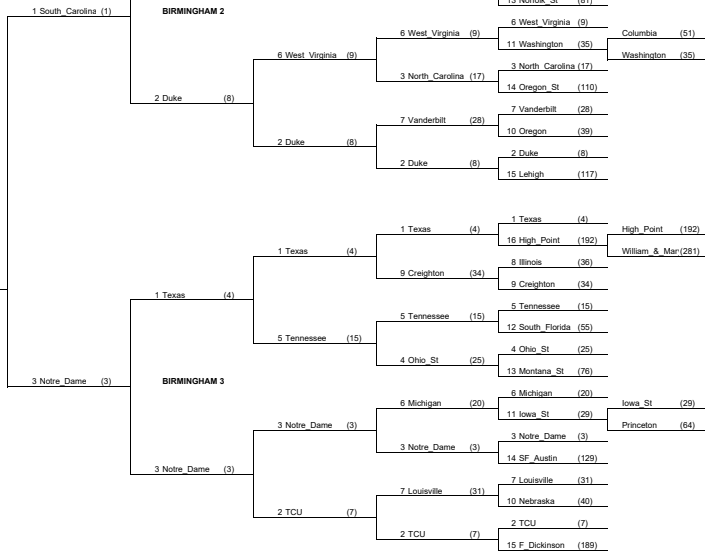 13 Norfolk_St (81)
1 South_Carolina (1)
BIRMINGHAM 2
6 West_Virginia (9)
6 West_Virginia (9)
11 Washington (35)
Columbia (51)
Washington (35)
6 West_Virginia (9)
3 North_Carolina (17)
3 North_Carolina (17)
14 Oregon_St (110)
2 Duke (8)
7 Vanderbilt (28)
7 Vanderbilt (28)
10 Oregon (39)
2 Duke (8)
2 Duke (8)
2 Duke (8)
15 Lehigh (117)
1 Texas (4)
1 Texas (4)
16 High_Point (192)
High_Point (192)
William_&_Mar (281)
1 Texas (4)
9 Creighton (34)
8 Illinois (36)
9 Creighton (34)
1 Texas (4)
5 Tennessee (15)
5 Tennessee (15)
12 South_Florida (55)
5 Tennessee (15)
4 Ohio_St (25)
4 Ohio_St (25)
13 Montana_St (76)
3 Notre_Dame (3)
BIRMINGHAM 3
6 Michigan (20)
6 Michigan (20)
11 Iowa_St (29)
Iowa_St (29)
Princeton (64)
3 Notre_Dame (3)
3 Notre_Dame (3)
3 Notre_Dame (3)
14 SF_Austin (129)
3 Notre_Dame (3)
7 Louisville (31)
7 Louisville (31)
10 Nebraska (40)
2 TCU (7)
2 TCU (7)
2 TCU (7)
15 F_Dickinson (189)